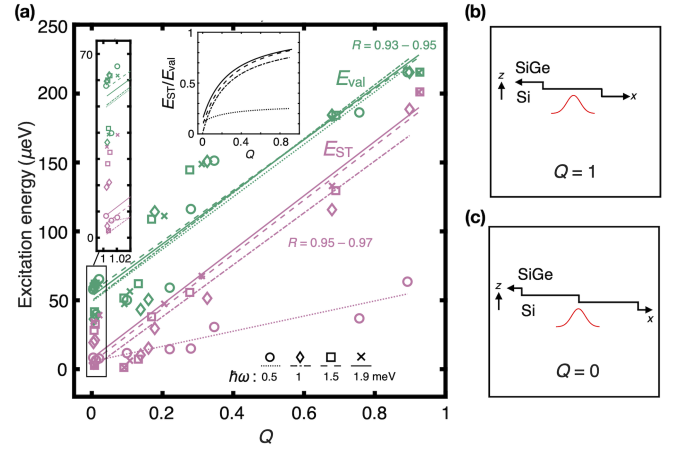 (a)
Excitation energy (μeV)
250
200
150
100
50
0
70
0
1 1.02
E_ST/E_val
1
0.5
0
0 0.4 0.8
Q
R = 0.93 − 0.95
E_val
E_ST
R = 0.95 − 0.97
ħω : 0.5 1 1.5 1.9 meV
0 0.2 0.4 0.6 0.8 1
Q
(b)
z
SiGe
Si
x
Q = 1
(c)
z
SiGe
Si
x
Q = 0